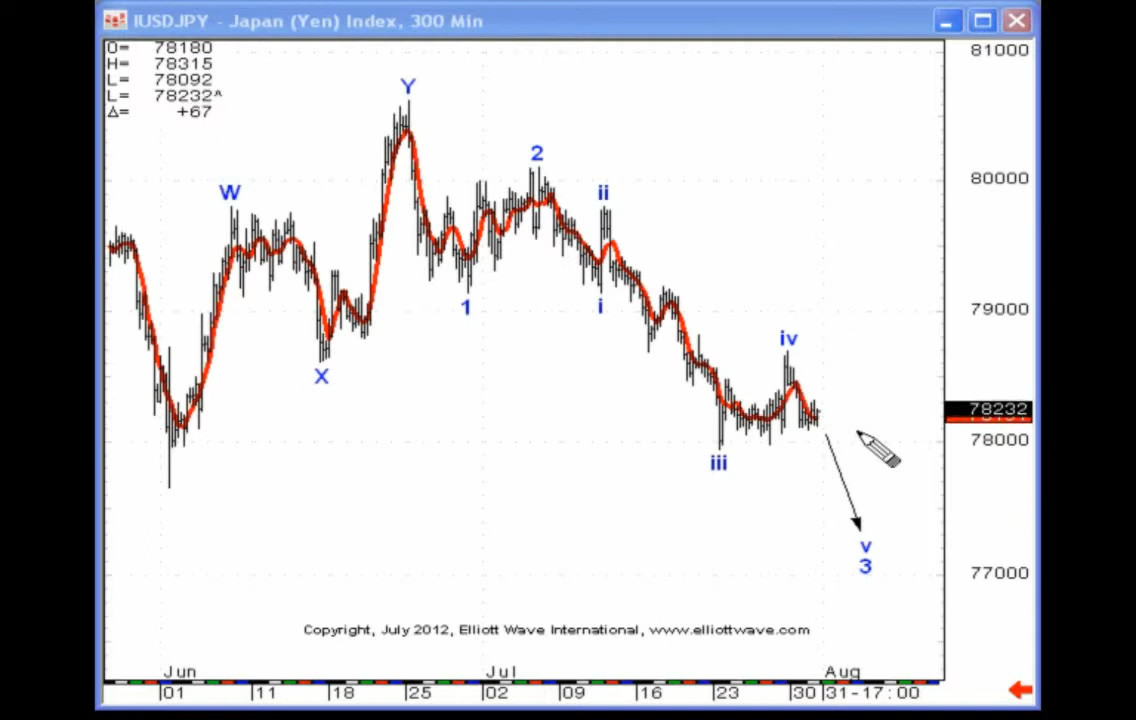 IUSDJPY - Japan (Yen) Index, 300 Min
O= 78180
H= 78315
L= 78092
L= 78232^
Δ= +67
81000
Y
2
80000
W
ii
1
i
79000
iv
X
78232
78000
iii
v
3
77000
Copyright, July 2012, Elliott Wave International, www.elliottwave.com
Jun Jul Aug
01 11 18 25 02 09 16 23 30 31-17:00